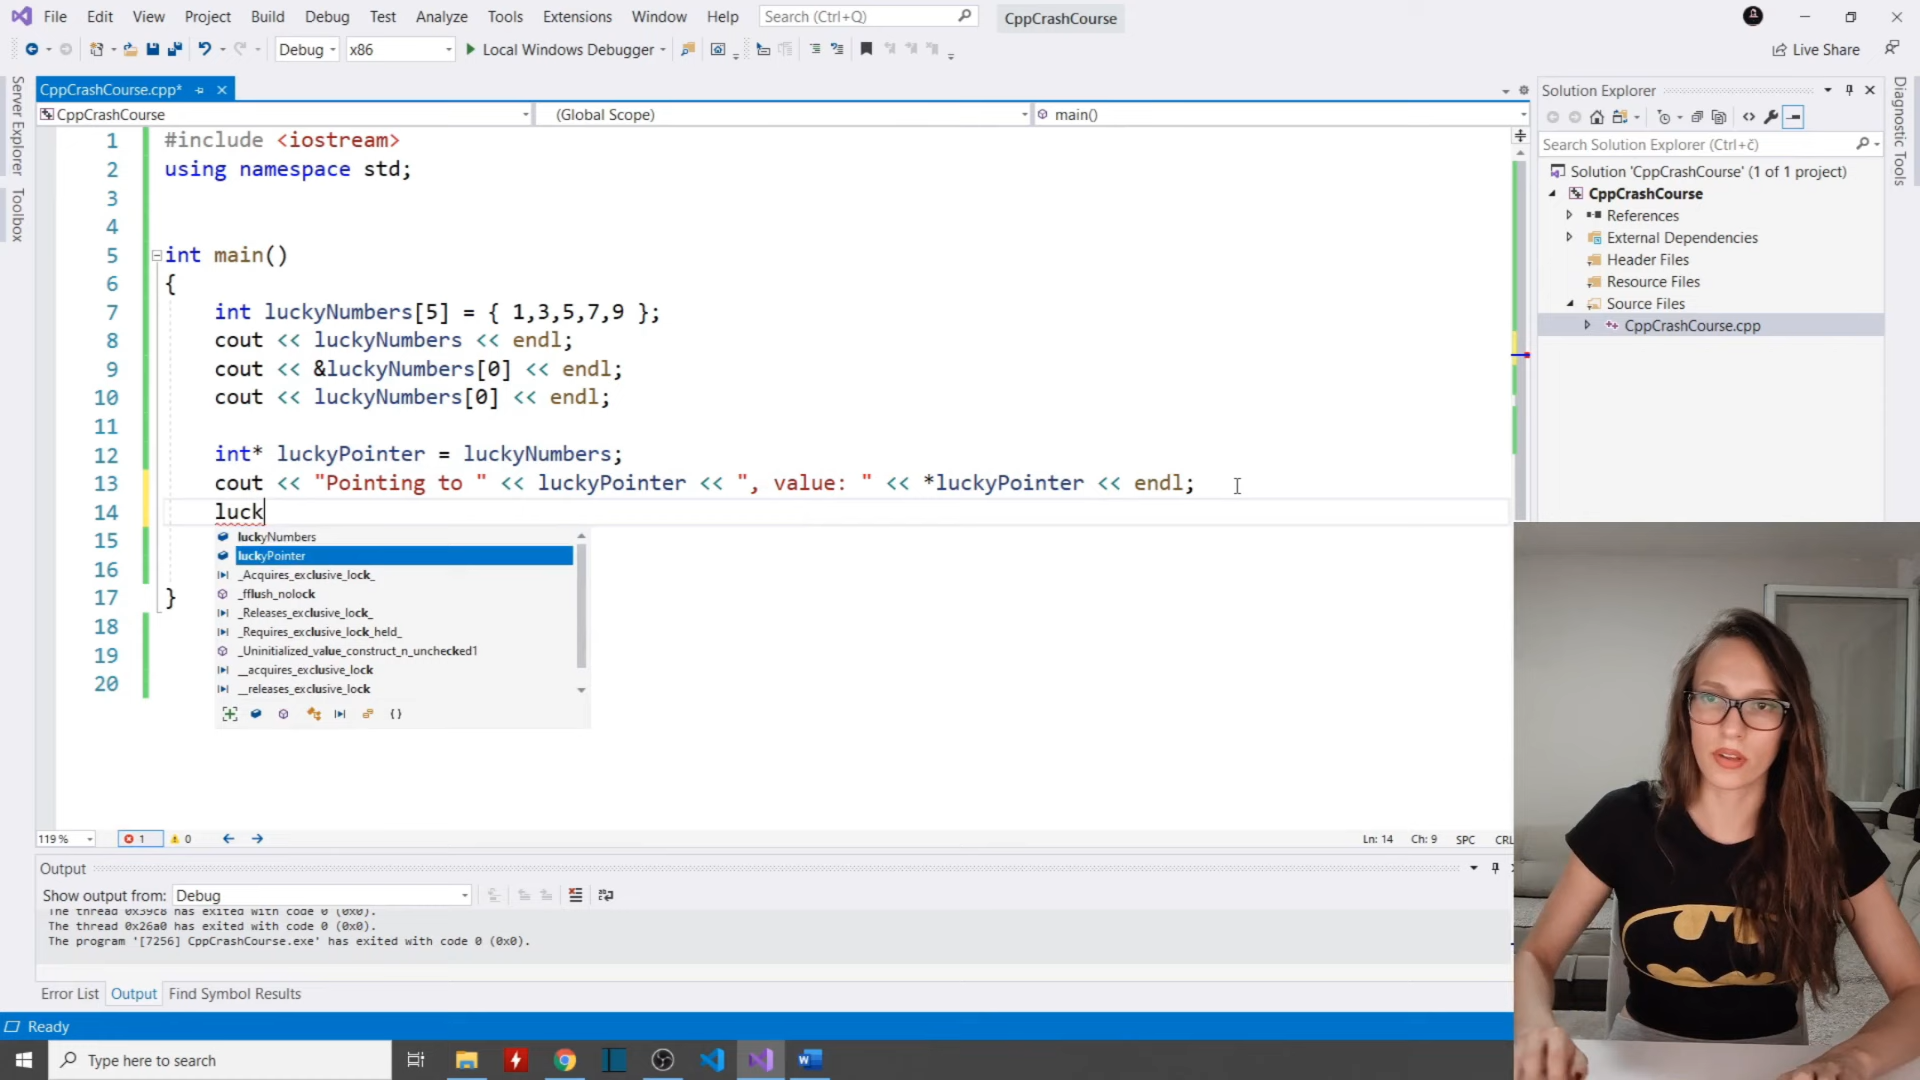 File Edit View Project Build Debug Test Analyze Tools Extensions Window Help Search (Ctrl+Q) CppCrashCourse
Debug x86 Local Windows Debugger Live Share
Server Explorer
Toolbox
CppCrashCourse.cpp*
CppCrashCourse (Global Scope) main()
1 #include <iostream>
2 using namespace std;
3
4
5 int main()
6 {
7 int luckyNumbers[5] = { 1,3,5,7,9 };
8 cout << luckyNumbers << endl;
9 cout << &luckyNumbers[0] << endl;
10 cout << luckyNumbers[0] << endl;
11
12 int* luckyPointer = luckyNumbers;
13 cout << "Pointing to " << luckyPointer << ", value: " << *luckyPointer << endl;
14 luck
15
16
17 }
18
19
20
luckyNumbers
luckyPointer
_Acquires_exclusive_lock_
_fflush_nolock
_Releases_exclusive_lock_
_Requires_exclusive_lock_held_
_Uninitialized_value_construct_n_unchecked1
__acquires_exclusive_lock
__releases_exclusive_lock
{}
119 % 1 0 Ln: 14 Ch: 9 SPC CRL
Output
Show output from: Debug
The thread 0x39c8 has exited with code 0 (0x0).
The thread 0x26a0 has exited with code 0 (0x0).
The program '[7256] CppCrashCourse.exe' has exited with code 0 (0x0).
Error List Output Find Symbol Results
Ready
Type here to search
Solution Explorer
Search Solution Explorer (Ctrl+č)
Solution 'CppCrashCourse' (1 of 1 project)
CppCrashCourse
References
External Dependencies
Header Files
Resource Files
Source Files
CppCrashCourse.cpp
Diagnostic Tools